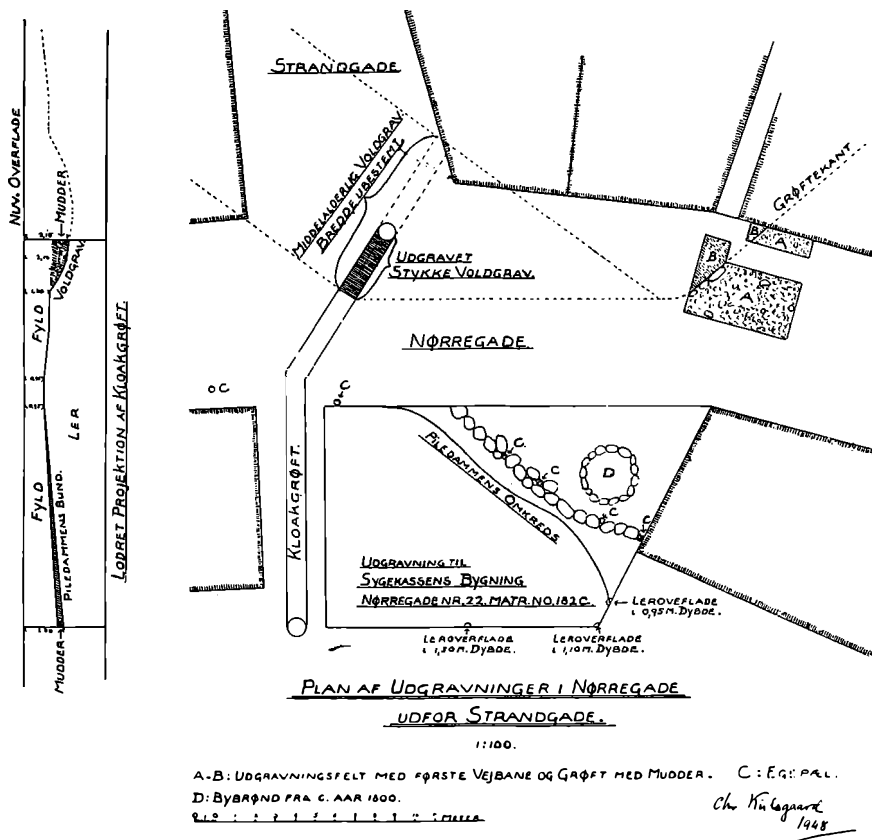 NUV. OVERFLADE
MUDDER
VOLDGRAV.
FYLD
LER
FYLD
PILEDAMMENS BUND.
MUDDER
LODRET PROJEKTION AF KLOAKGRØFT.
STRANDGADE
MIDDELALDERLIG VOLDGRAV.
BREDDE UBESTEMT.
GRØFTEKANT
UDGRAVET
STYKKE VOLDGRAV.
B
A
B
A
NØRREGADE.
C
C
C.
C
C
C
D
PILEDAMMENS OMKREDS
KLOAKGRØFT.
UDGRAVNING TIL
SYGEKASSENS BYGNING
NØRREGADE NR. 22. MATR. NO. 182C.
LEROVEFLADE
i 0,95 M. DYBDE.
LEROVERFLADE
i 1,30 M. DYBDE.
LEROVERFLADE
i 1,10 M. DYBDE.
PLAN AF UDGRAVNINGER I NØRREGADE
UDFOR STRANDGADE.
1:100.
A-B: UDGRAVNINGSFELT MED FØRSTE VEJBANE OG GRØFT MED MUDDER. C: EGEPÆL.
D: BYBRØND FRA C. AAR 1800.
METER
Chr
1948